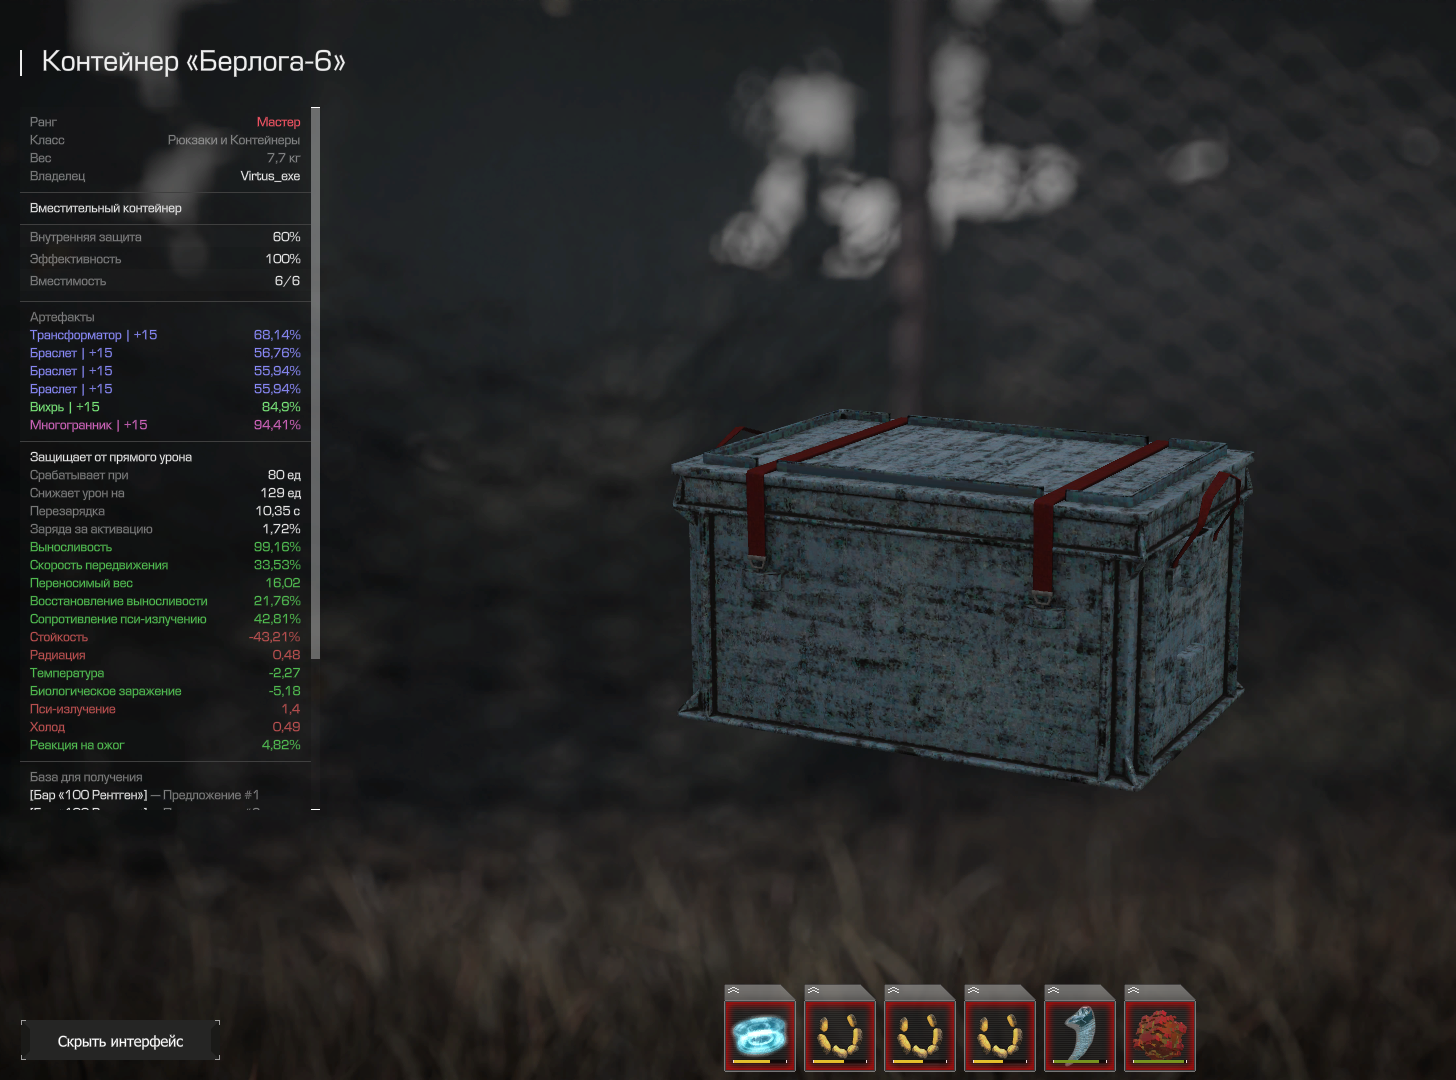 Контейнер «Берлога-6»
Ранг Мастер
Класс Рюкзаки и Контейнеры
Вес 7,7 кг
Владелец Virtus_exe
Вместительный контейнер
Внутренняя защита 60%
Эффективность 100%
Вместимость 6/6
Артефакты
Трансформатор | +15 68,14%
Браслет | +15 56,76%
Браслет | +15 55,94%
Браслет | +15 55,94%
Вихрь | +15 84,9%
Многогранник | +15 94,41%
Защищает от прямого урона
Срабатывает при 80 ед
Снижает урон на 129 ед
Перезарядка 10,35 с
Заряда за активацию 1,72%
Выносливость 99,16%
Скорость передвижения 33,53%
Переносимый вес 16,02
Восстановление выносливости 21,76%
Сопротивление пси-излучению 42,81%
Стойкость -43,21%
Радиация 0,48
Температура -2,27
Биологическое заражение -5,18
Пси-излучение 1,4
Холод 0,49
Реакция на ожог 4,82%
База для получения
[Бар «100 Рентген»] — Предложение #1
Скрыть интерфейс